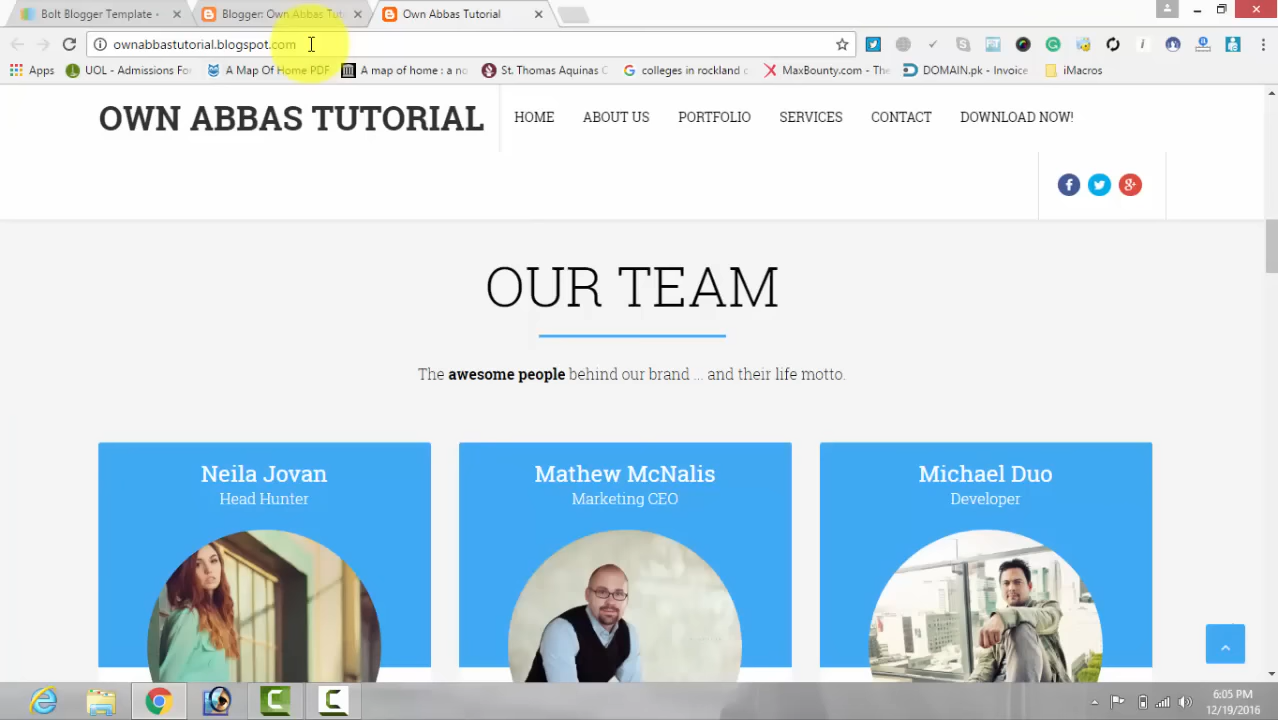 Bolt Blogger Template -
Blogger: Own Abbas Tut
Own Abbas Tutorial
ownabbastutorial.blogspot.com
Apps
UOL - Admissions Fo
A Map Of Home PDF
A map of home : a no
St. Thomas Aquinas C
colleges in rockland c
MaxBounty.com - The
DOMAIN.pk - Invoice
iMacros
OWN ABBAS TUTORIAL
HOME
ABOUT US
PORTFOLIO
SERVICES
CONTACT
DOWNLOAD NOW!
OUR TEAM
The awesome people behind our brand ... and their life motto.
Neila Jovan
Head Hunter
Mathew McNalis
Marketing CEO
Michael Duo
Developer
6:05 PM
12/19/2016